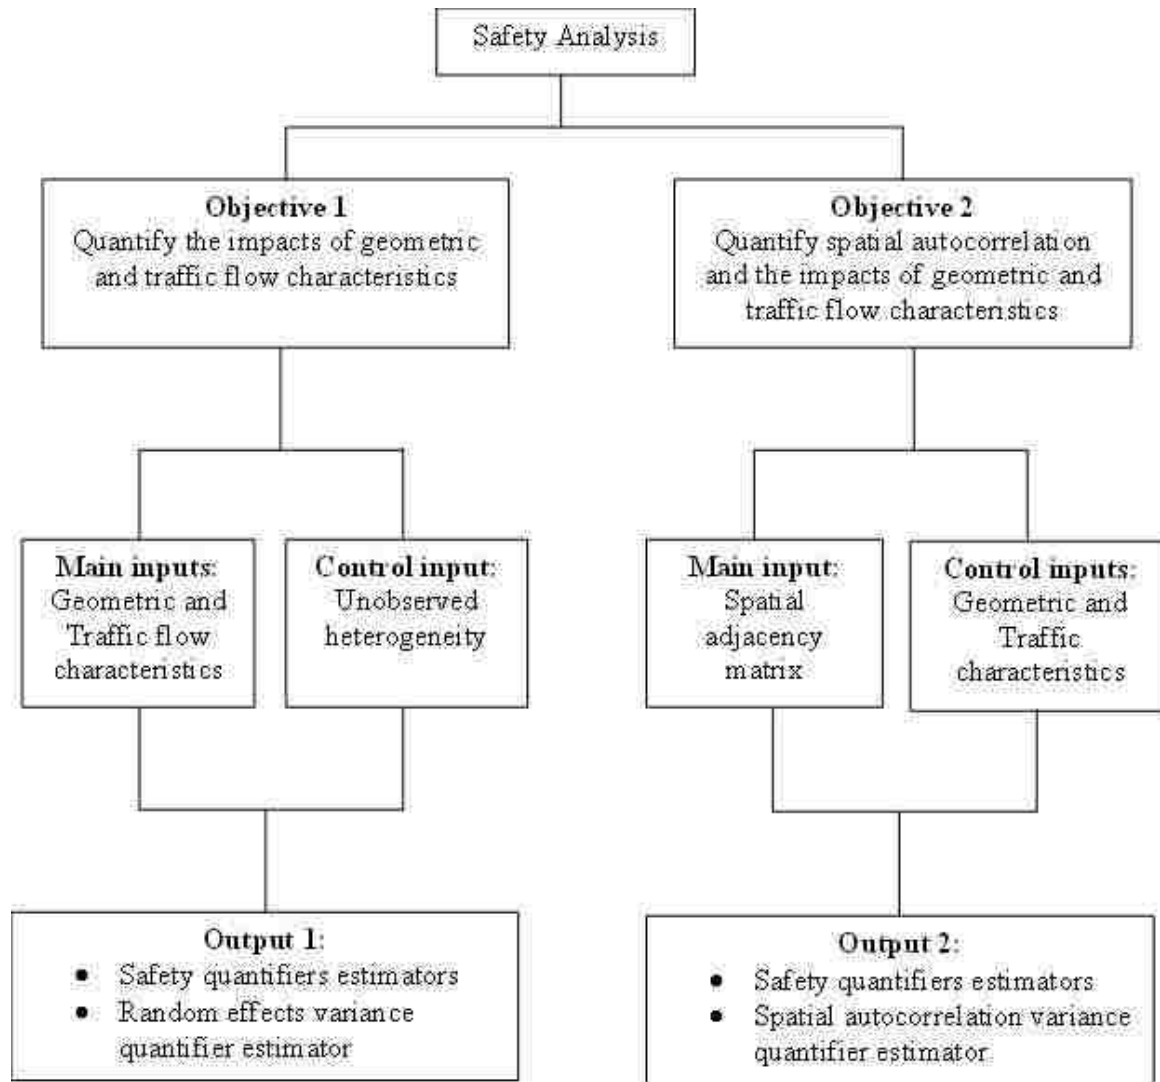 Safety Analysis
Objective 1
Quantify the impacts of geometric
and traffic flow characteristics
Objective 2
Quantify spatial autocorrelation
and the impacts of geometric and
traffic flow characteristics
Main inputs:
Geometric and
Traffic flow
characteristics
Control input:
Unobserved
heterogeneity
Main input:
Spatial
adjacency
matrix
Control inputs:
Geometric and
Traffic
characteristics
Output 1:
• Safety quantifiers estimators
• Random effects variance
quantifier estimator
Output 2:
• Safety quantifiers estimators
• Spatial autocorrelation variance
quantifier estimator